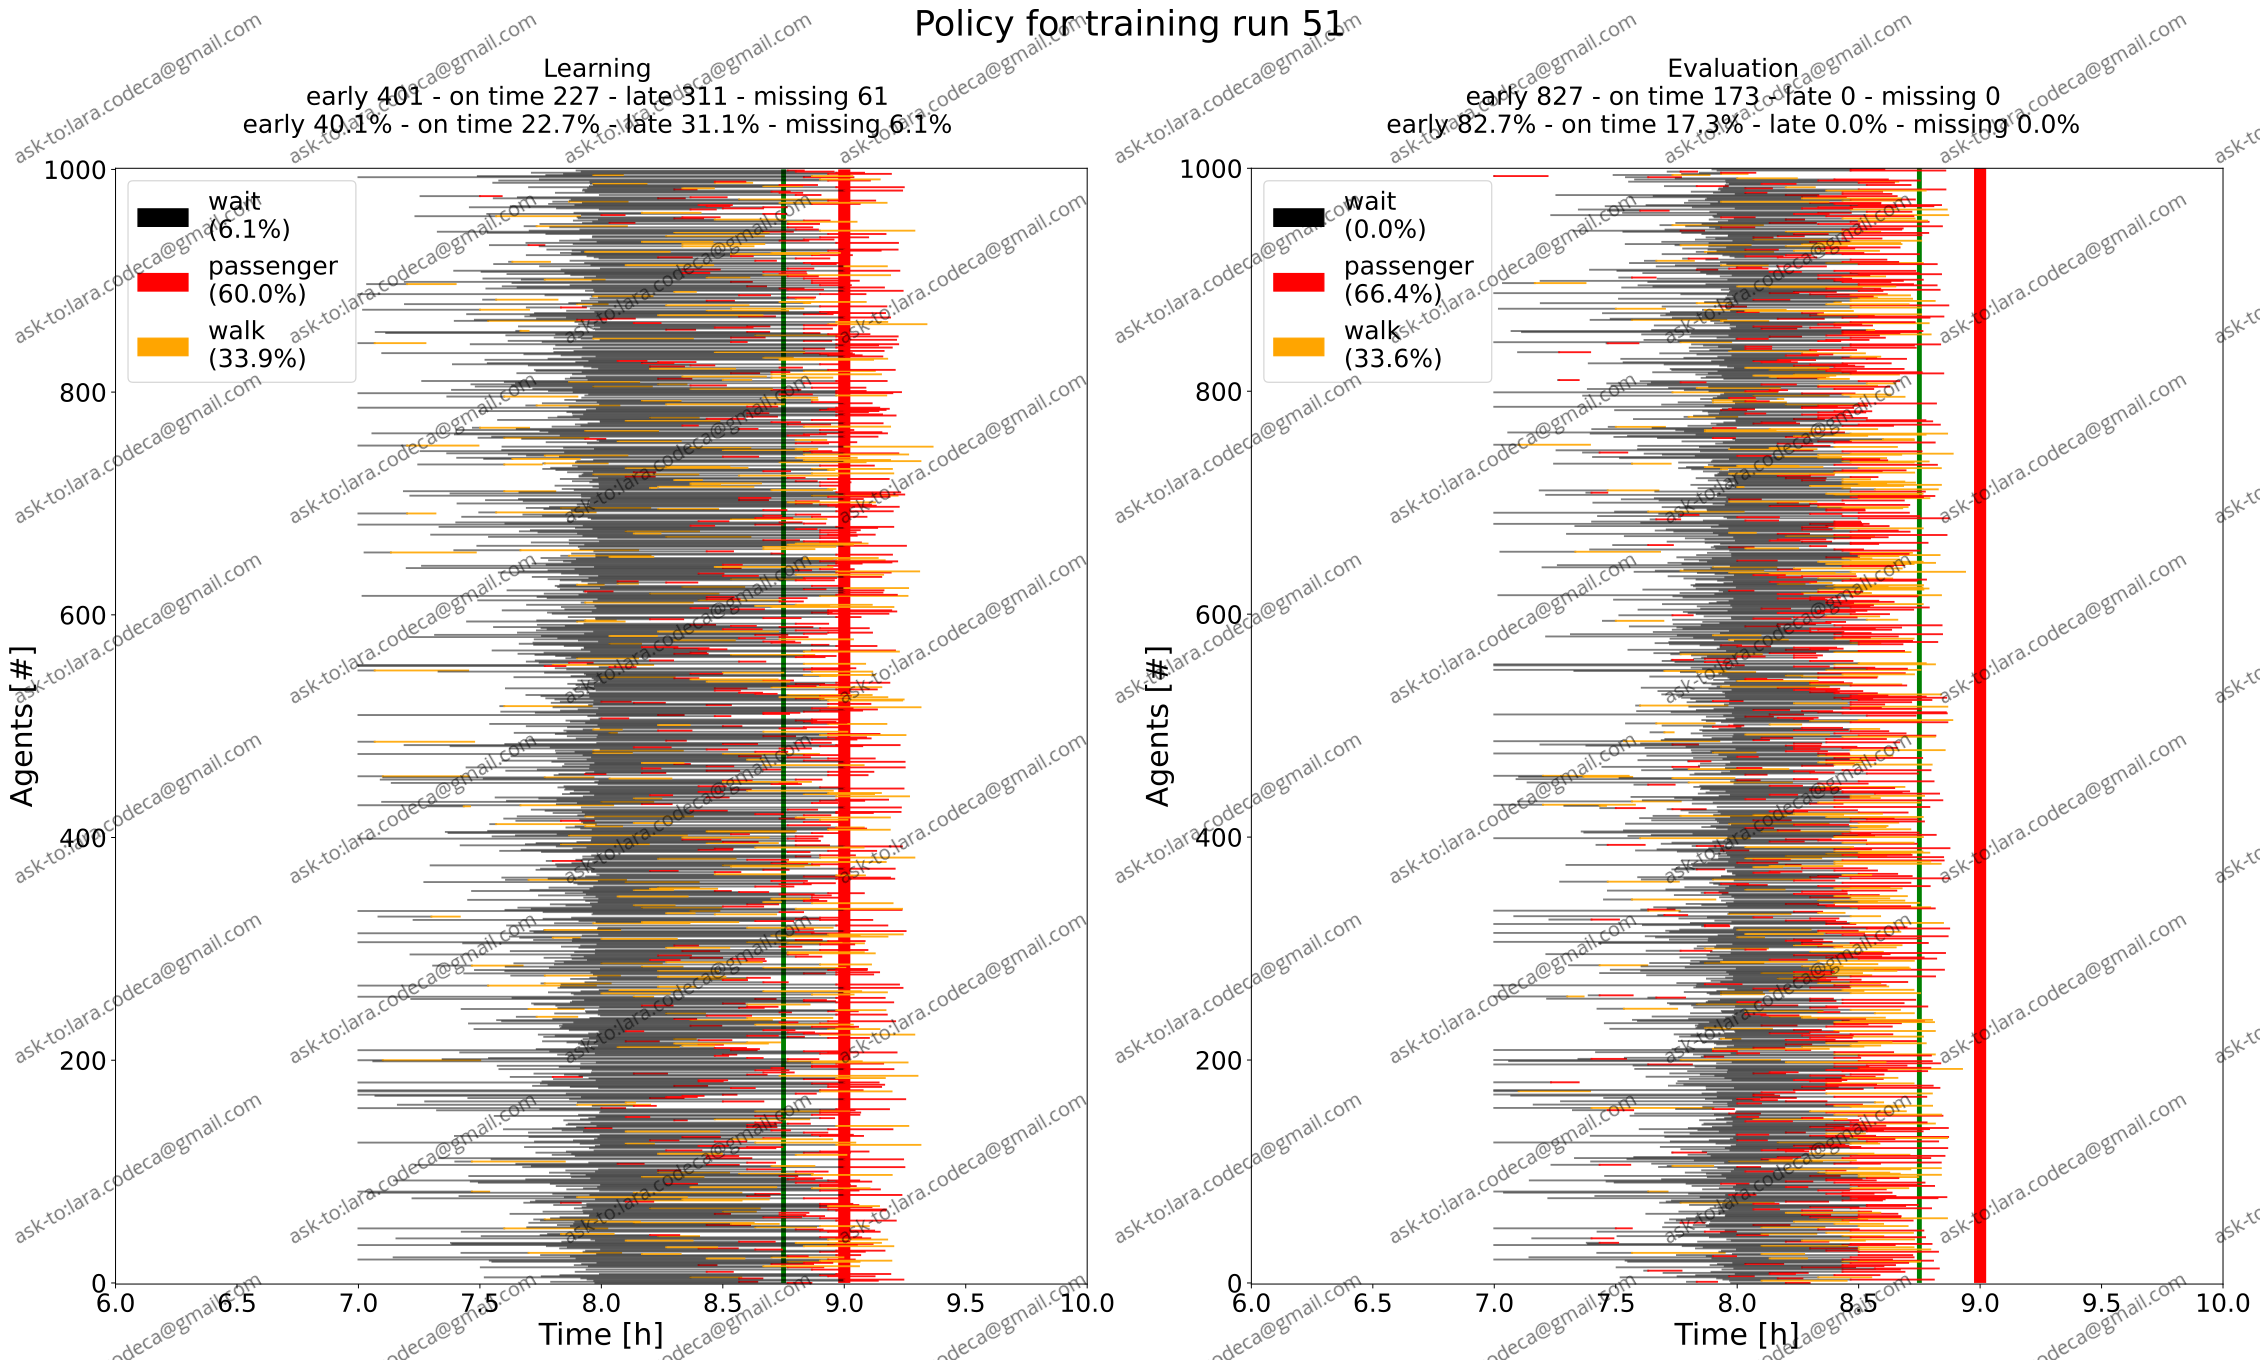 Policy for training run 51
Learning
early 401 - on time 227 - late 311 - missing 61
early 40.1% - on time 22.7% - late 31.1% - missing 6.1%
1000
800
600
400
200
0
Agents [#]
wait
(6.1%)
passenger
(60.0%)
walk
(33.9%)
6.0 6.5 7.0 7.5 8.0 8.5 9.0 9.5 10.0
Time [h]
Evaluation
early 827 - on time 173 - late 0 - missing 0
early 82.7% - on time 17.3% - late 0.0% - missing 0.0%
1000
800
600
400
200
0
Agents [#]
wait
(0.0%)
passenger
(66.4%)
walk
(33.6%)
6.0 6.5 7.0 7.5 8.0 8.5 9.0 9.5 10.0
Time [h]
ask-to:lara.codeca@gmail.com